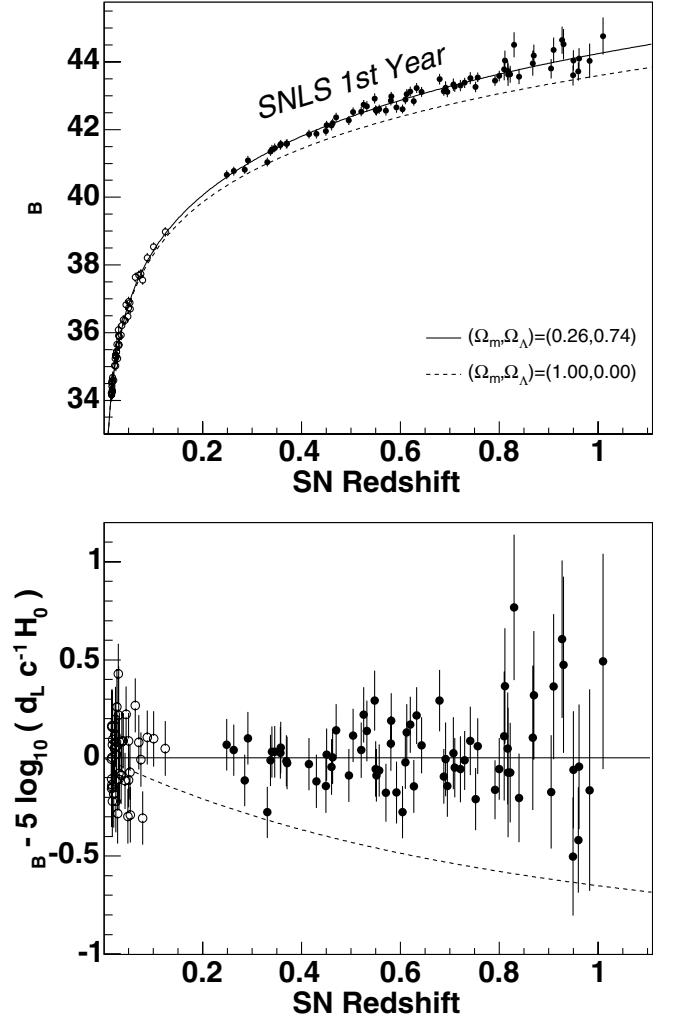 44
42
40
38
36
34
B
SNLS 1st Year
(Ωm,ΩΛ)=(0.26,0.74)
(Ωm,ΩΛ)=(1.00,0.00)
0.2 0.4 0.6 0.8 1
SN Redshift
1
0.5
0
-0.5
-1
B - 5 log10 ( dL c-1 H0 )
0.2 0.4 0.6 0.8 1
SN Redshift